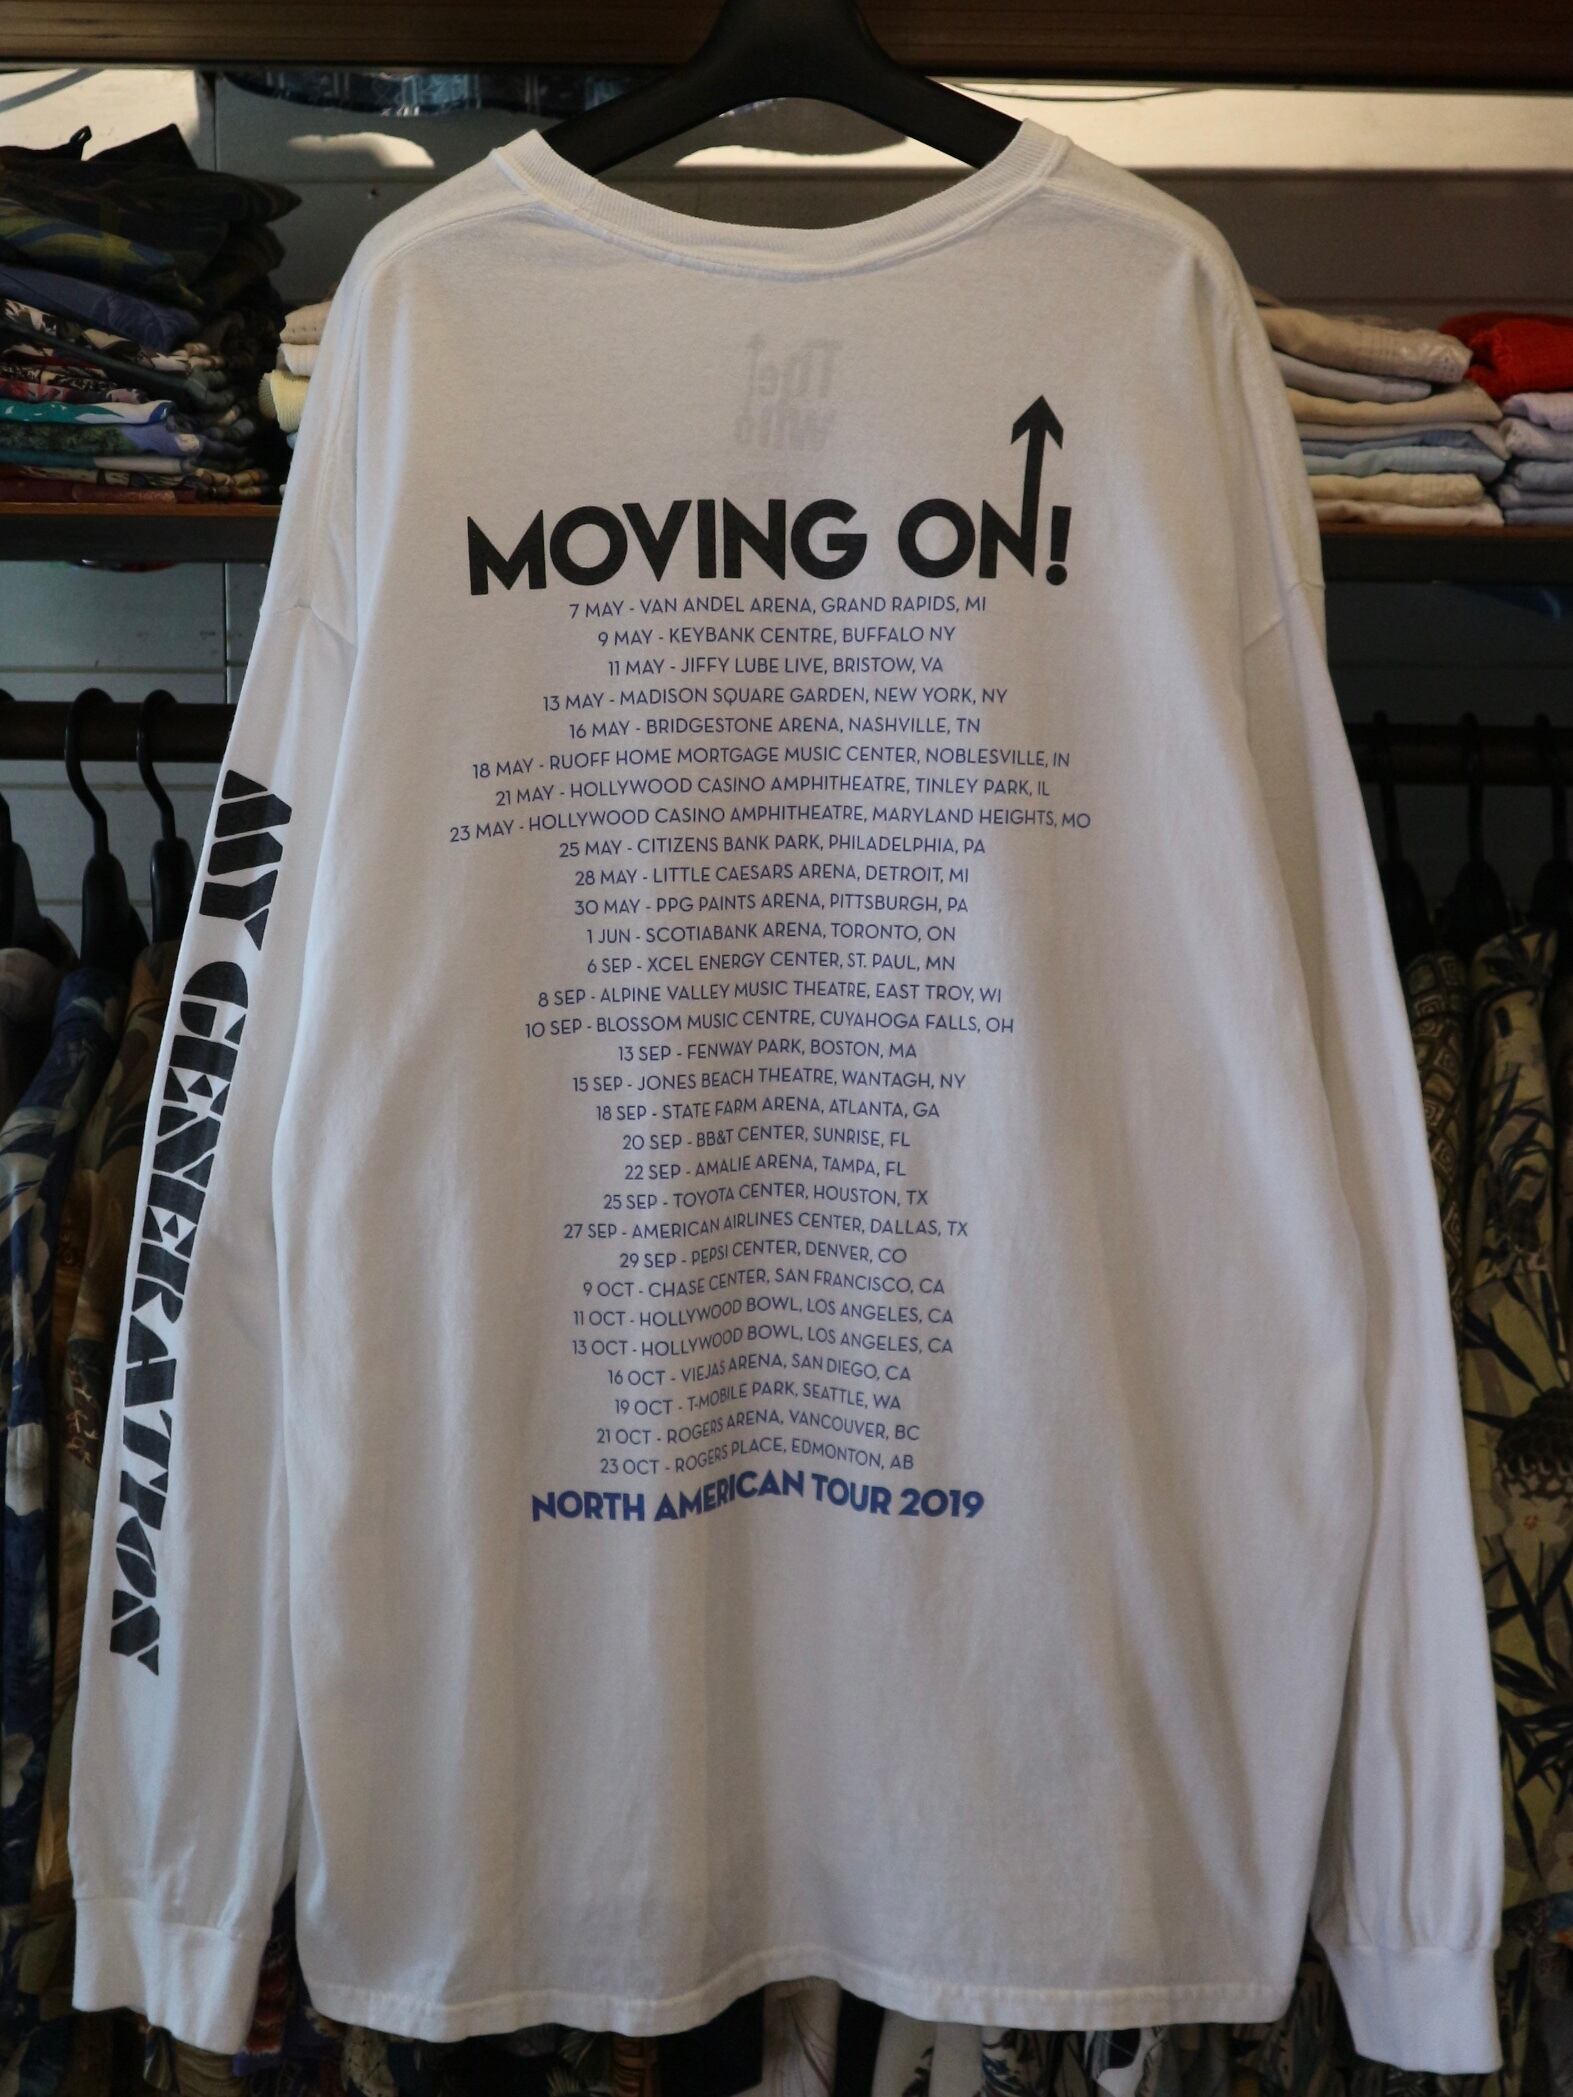 The
who
MOVING ON!
7 MAY - VAN ANDEL ARENA, GRAND RAPIDS, MI
9 MAY - KEYBANK CENTRE, BUFFALO NY
11 MAY - JIFFY LUBE LIVE, BRISTOW, VA
13 MAY - MADISON SQUARE GARDEN, NEW YORK, NY
16 MAY - BRIDGESTONE ARENA, NASHVILLE, TN
18 MAY - RUOFF HOME MORTGAGE MUSIC CENTER, NOBLESVILLE, IN
21 MAY - HOLLYWOOD CASINO AMPHITHEATRE, TINLEY PARK, IL
23 MAY - HOLLYWOOD CASINO AMPHITHEATRE, MARYLAND HEIGHTS, MO
25 MAY - CITIZENS BANK PARK, PHILADELPHIA, PA
28 MAY - LITTLE CAESARS ARENA, DETROIT, MI
30 MAY - PPG PAINTS ARENA, PITTSBURGH, PA
1 JUN - SCOTIABANK ARENA, TORONTO, ON
6 SEP - XCEL ENERGY CENTER, ST. PAUL, MN
8 SEP - ALPINE VALLEY MUSIC THEATRE, EAST TROY, WI
10 SEP - BLOSSOM MUSIC CENTRE, CUYAHOGA FALLS, OH
13 SEP - FENWAY PARK, BOSTON, MA
15 SEP - JONES BEACH THEATRE, WANTAGH, NY
18 SEP - STATE FARM ARENA, ATLANTA, GA
20 SEP - BB&T CENTER, SUNRISE, FL
22 SEP - AMALIE ARENA, TAMPA, FL
25 SEP - TOYOTA CENTER, HOUSTON, TX
27 SEP - AMERICAN AIRLINES CENTER, DALLAS, TX
29 SEP - PEPSI CENTER, DENVER, CO
9 OCT - CHASE CENTER, SAN FRANCISCO, CA
11 OCT - HOLLYWOOD BOWL, LOS ANGELES, CA
13 OCT - HOLLYWOOD BOWL, LOS ANGELES, CA
16 OCT - VIEJAS ARENA, SAN DIEGO, CA
19 OCT - T-MOBILE PARK, SEATTLE, WA
21 OCT - ROGERS ARENA, VANCOUVER, BC
23 OCT - ROGERS PLACE, EDMONTON, AB
NORTH AMERICAN TOUR 2019
MY GENERATION